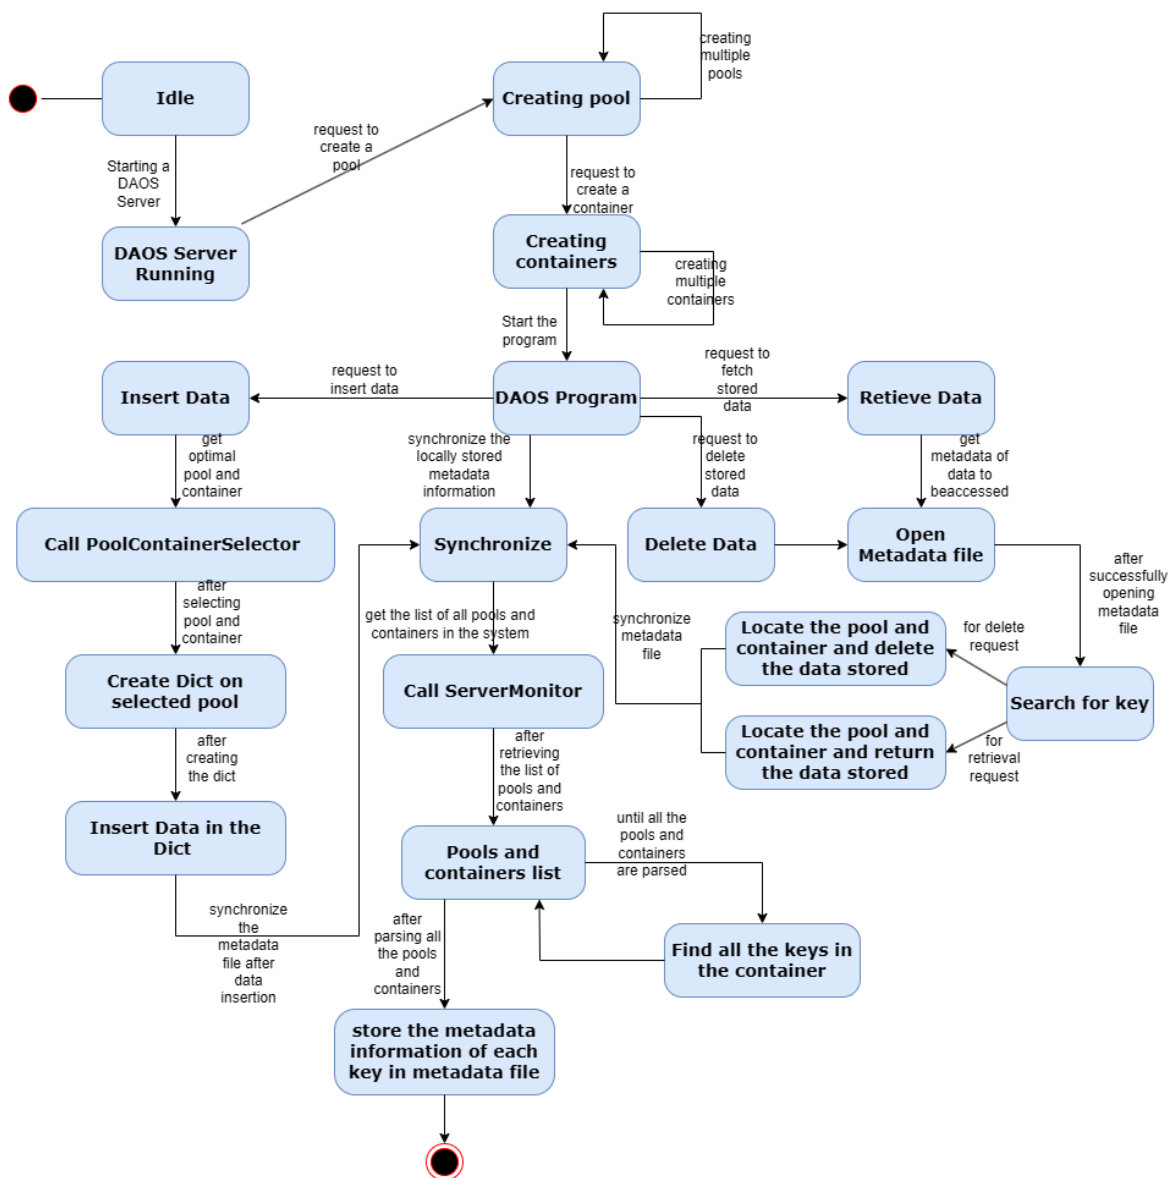 creating
multiple
pools
Idle
Creating pool
request to
create a
pool
Starting a
DAOS
Server
request to
create a
container
DAOS Server
Running
Creating
containers
creating
multiple
containers
Start the
program
request to
insert data
request to
fetch
stored
data
Insert Data
DAOS Program
Retieve Data
get
optimal
pool and
container
synchronize the
locally stored
metadata
information
request to
delete
stored
data
get
metadata of
data to
beaccessed
Call PoolContainerSelector
Synchronize
Delete Data
Open
Metadata file
after
successfully
opening
metadata
file
after
selecting
pool and
container
get the list of all pools and
containers in the system
synchronize
metadata
file
Locate the pool and
container and delete
the data stored
for delete
request
Create Dict on
selected pool
Call ServerMonitor
Search for key
Locate the pool and
container and return
the data stored
for
retrieval
request
after
creating
the dict
after
retrieving
the list of
pools and
containers
Insert Data in the
Dict
Pools and
containers list
until all the
pools and
containers
are parsed
synchronize
the
metadata
file after
data
insertion
after
parsing all
the pools
and
containers
Find all the keys in
the container
store the metadata
information of each
key in metadata file